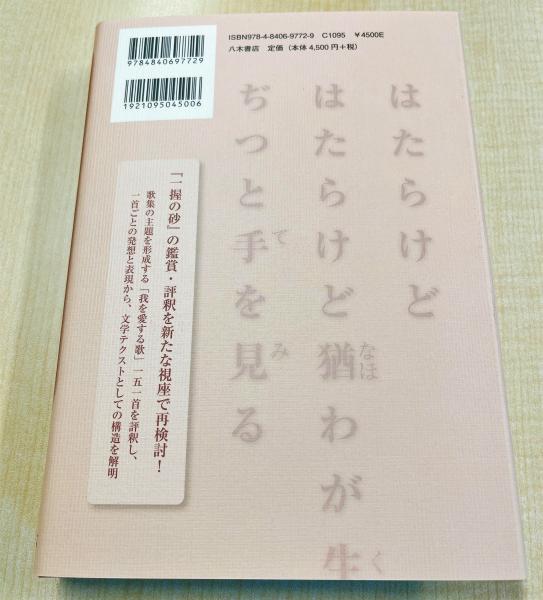 ISBN978-4-8406-9772-9 C1095 ¥4500E
八木書店 定価（本体4,500円+税）
9784840697729
1921095045006
はたらけど
はたらけど猶わが生
なほ
く
ぢつと手を見る
て
み
『一握の砂』の鑑賞・評釈を新たな視座で再検討！
歌集の主題を形成する「我を愛する歌」一五一首を評釈し、
一首ごとの発想と表現から、文学テクストとしての構造を解明